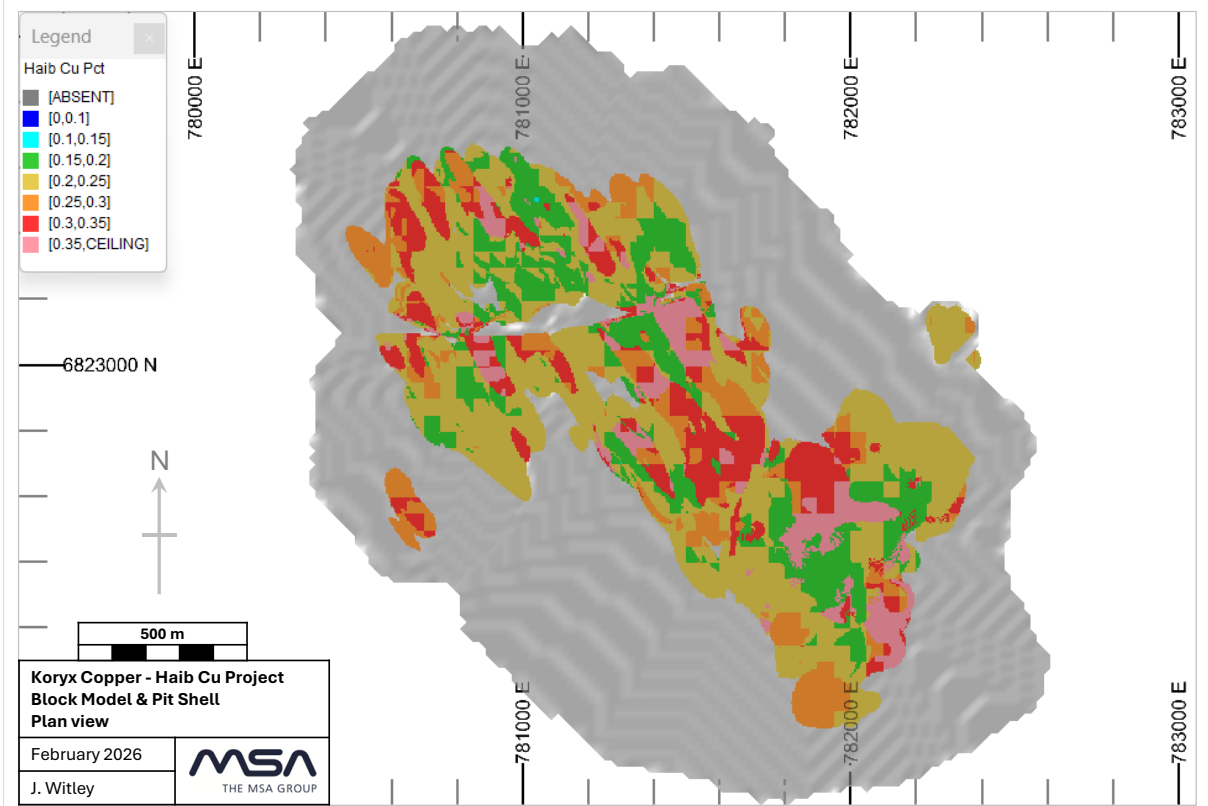 Legend
×
Haib Cu Pct
[ABSENT]
[0,0.1]
[0.1,0.15]
[0.15,0.2]
[0.2,0.25]
[0.25,0.3]
[0.3,0.35]
[0.35,CEILING]
780000 E
781000 E
782000 E
783000 E
6823000 N
N
500 m
Koryx Copper - Haib Cu Project
Block Model & Pit Shell
Plan view
February 2026
J. Witley
MSA
THE MSA GROUP
781000 E
782000 E
783000 E